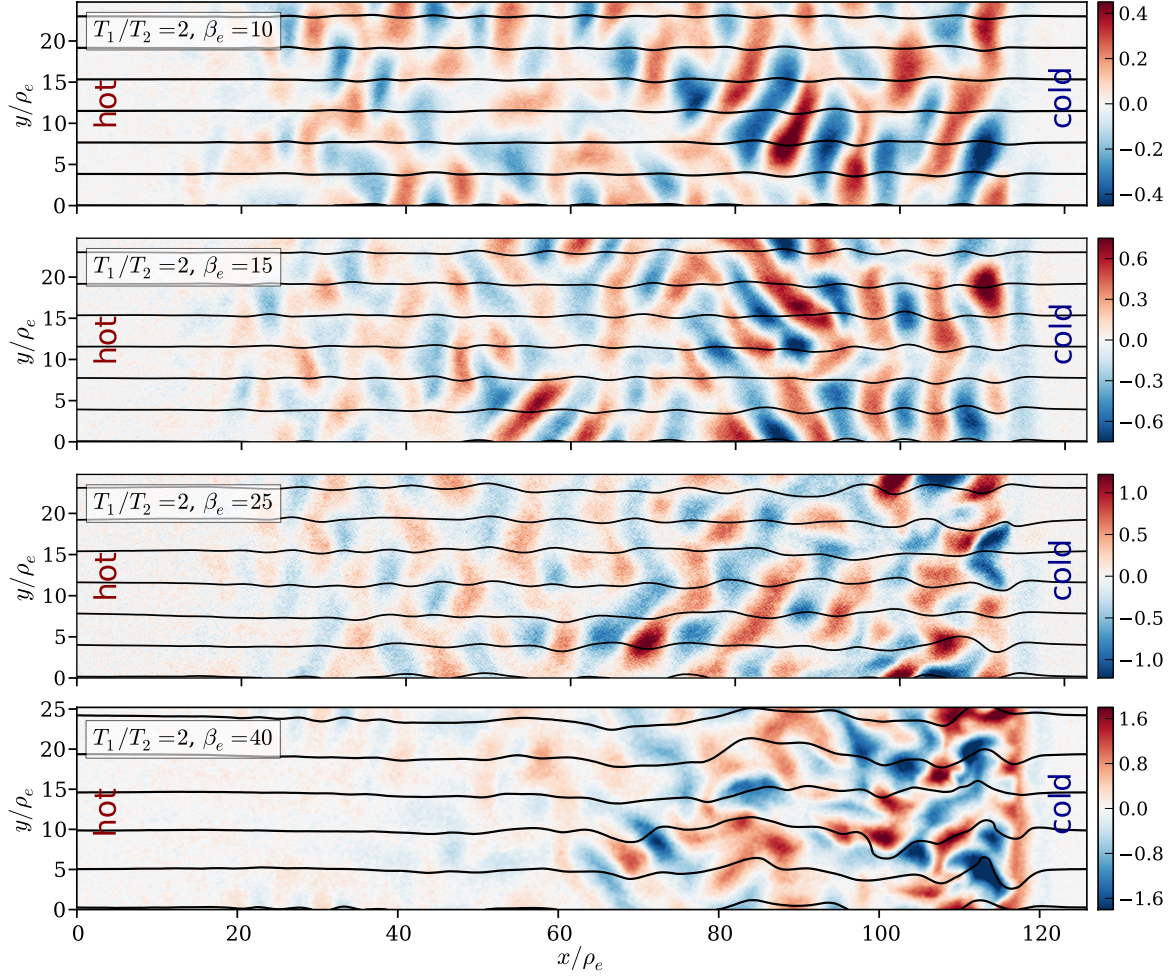 T₁/T₂ =2, βₑ =10
y/ρₑ
20
15
10
5
0
hot
cold
0.4
0.2
0.0
−0.2
−0.4
T₁/T₂ =2, βₑ =15
y/ρₑ
20
15
10
5
0
hot
cold
0.6
0.3
0.0
−0.3
−0.6
T₁/T₂ =2, βₑ =25
y/ρₑ
20
15
10
5
0
hot
cold
1.0
0.5
0.0
−0.5
−1.0
T₁/T₂ =2, βₑ =40
y/ρₑ
25
20
15
10
5
0
hot
cold
1.6
0.8
0.0
−0.8
−1.6
0 20 40 60 80 100 120
x/ρₑ